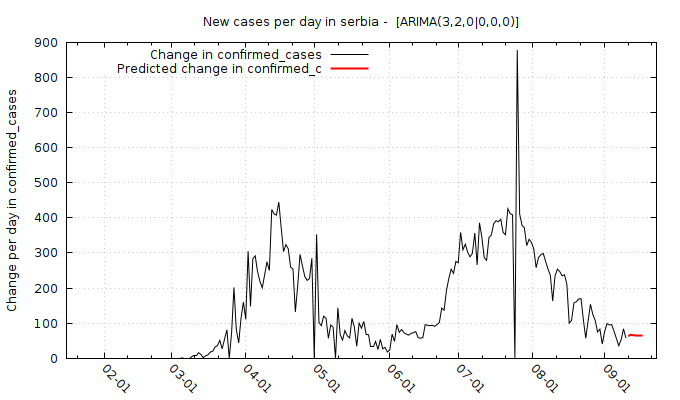 New cases per day in serbia -  [ARIMA(3,2,0|0,0,0)]
Change in confirmed_cases
Predicted change in confirmed_c
Change per day in confirmed_cases
900
800
700
600
500
400
300
200
100
0
02-01 03-01 04-01 05-01 06-01 07-01 08-01 09-01